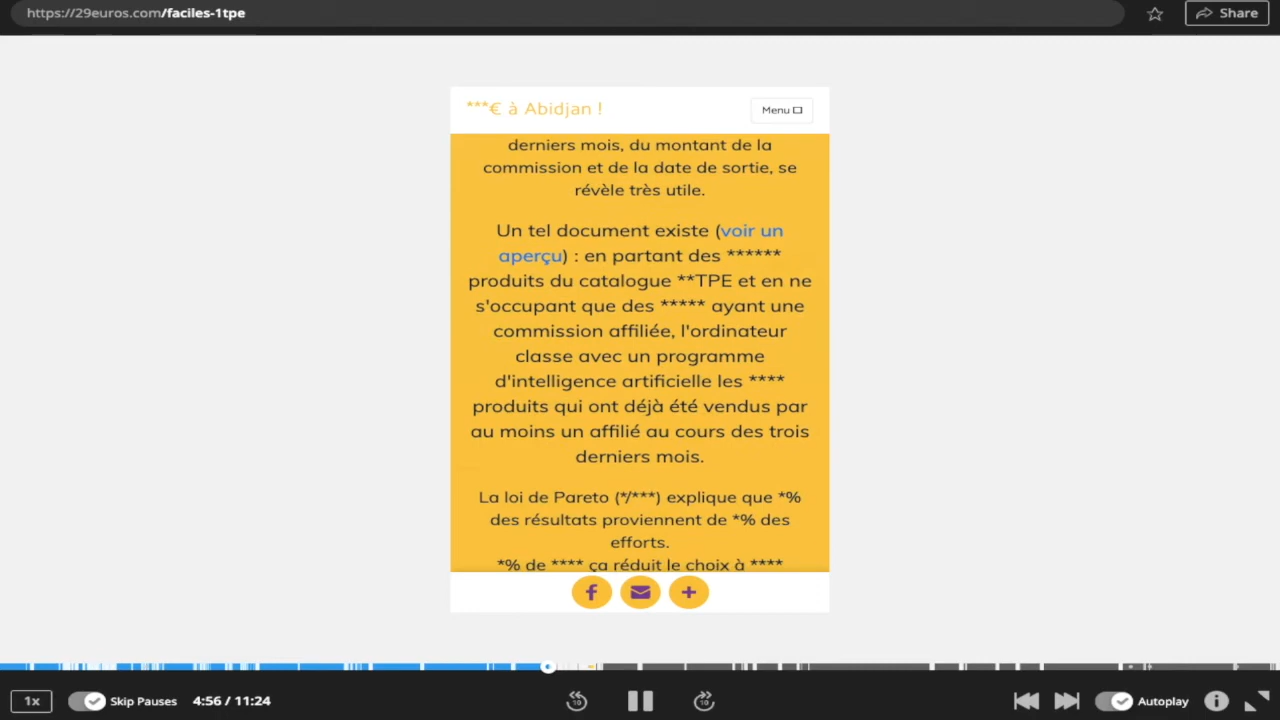 https://29euros.com/faciles-1tpe
Share
***€ à Abidjan !
Menu
derniers mois, du montant de la
commission et de la date de sortie, se
révèle très utile.
Un tel document existe (voir un
aperçu) : en partant des ******
produits du catalogue **TPE et en ne
s'occupant que des ***** ayant une
commission affiliée, l'ordinateur
classe avec un programme
d'intelligence artificielle les ****
produits qui ont déjà été vendus par
au moins un affilié au cours des trois
derniers mois.
La loi de Pareto (*/***) explique que *%
des résultats proviennent de *% des
efforts.
*% de **** ça réduit le choix à ****
1x
Skip Pauses
4:56 / 11:24
10
10
Autoplay